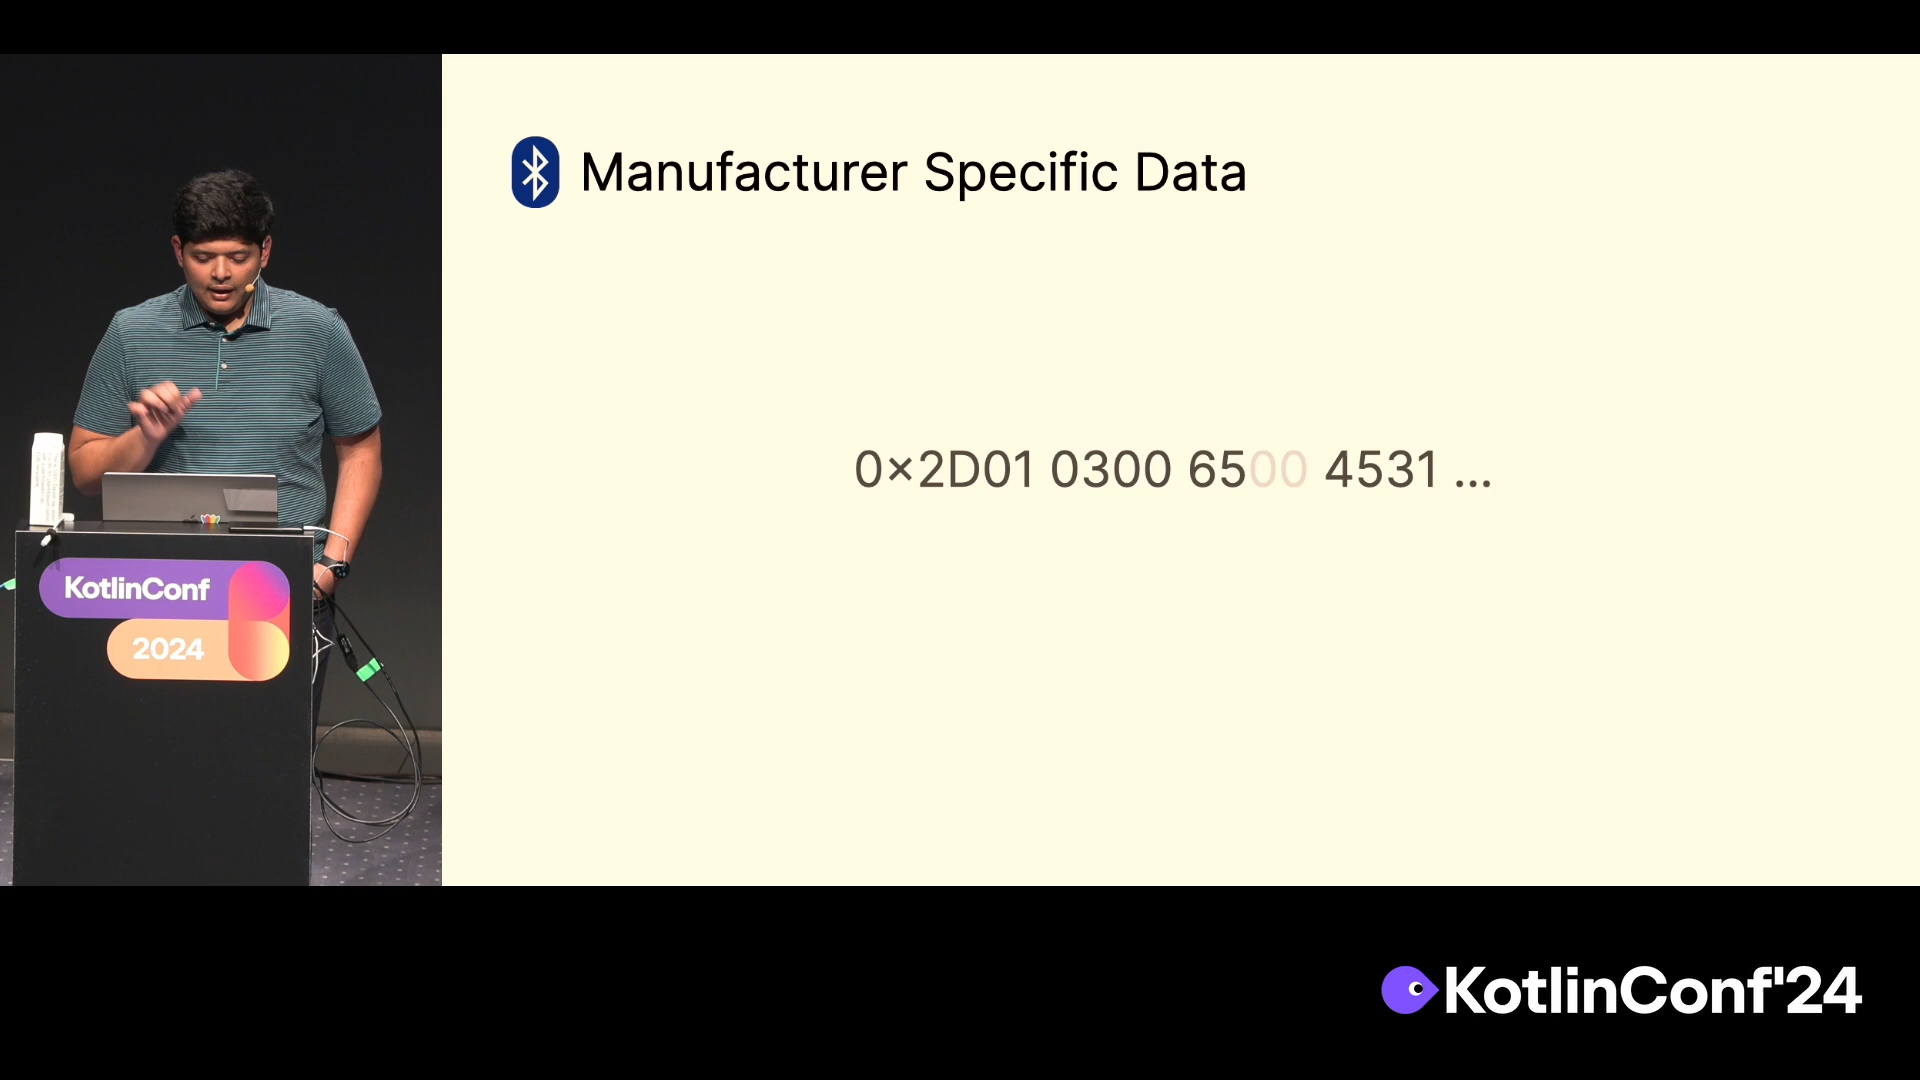 Manufacturer Specific Data
0×2D01 0300 6500 4531 ...
KotlinConf
2024
KotlinConf'24